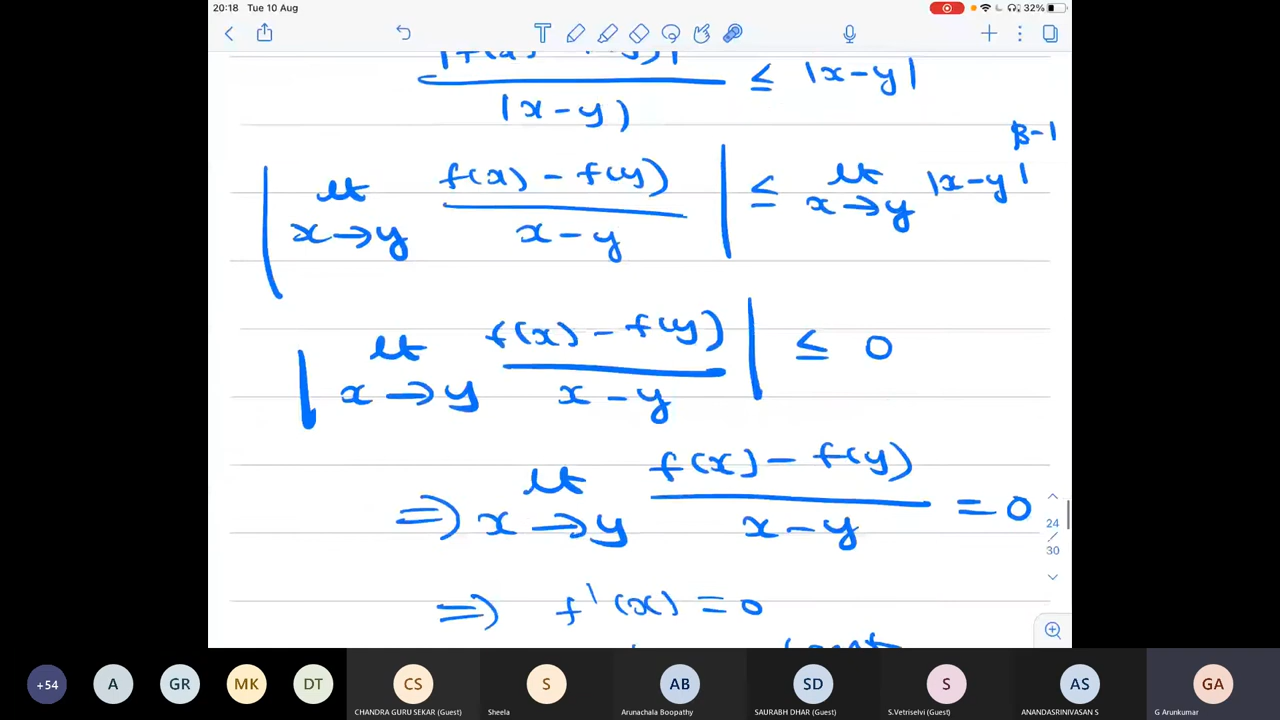 20:18 Tue 10 Aug
32%
|x-y| ≤ |x-y|
β-1
| lt x→y f(x) - f(y) / x-y | ≤ lt x→y |x-y|
| lt x→y f(x) - f(y) / x-y | ≤ 0
⇒ lt x→y f(x) - f(y) / x-y = 0
⇒ f'(x) = 0
24
/
30
+54
A
GR
MK
DT
CS
S
AB
SD
S
AS
GA
CHANDRA GURU SEKAR (Guest)
Sheela
Arunachala Boopathy
SAURABH DHAR (Guest)
S.Vetriselvi (Guest)
ANANDASRINIVASAN S
G Arunkumar